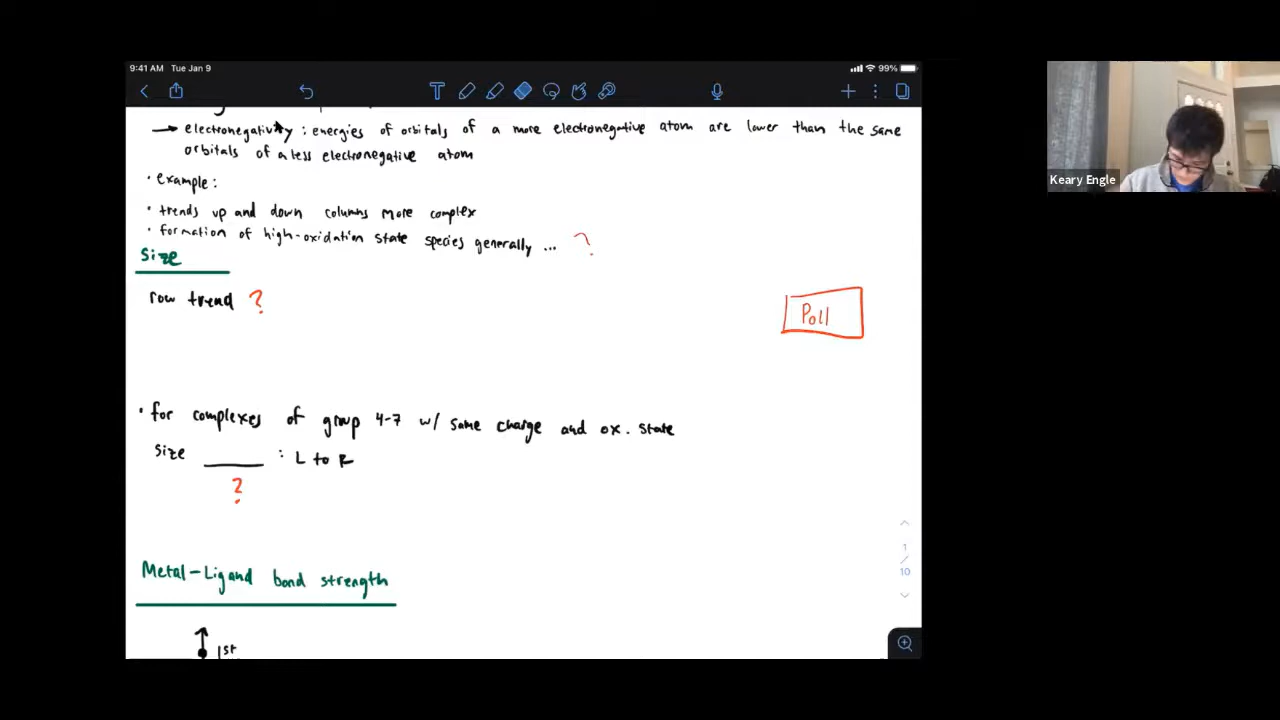 9:41 AM Tue Jan 9
99%
→ electronegativity : energies of orbitals of a more electronegative atom are lower than the same
orbitals of a less electronegative atom
• example :
• trends up and down columns more complex
• formation of high-oxidation state species generally ... ?
Size
row trend ?
Poll
• for complexes of group 4-7 w/ same charge and ox. state
size ____ : L to R
?
Metal-Ligand bond strength
1st
1
/
10
Keary Engle